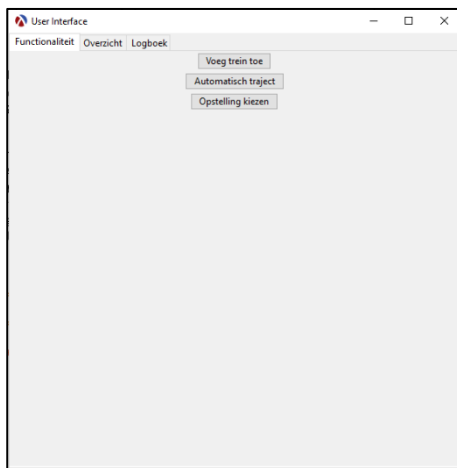 User Interface
Functionaliteit Overzicht Logboek
Voeg trein toe
Automatisch traject
Opstelling kiezen